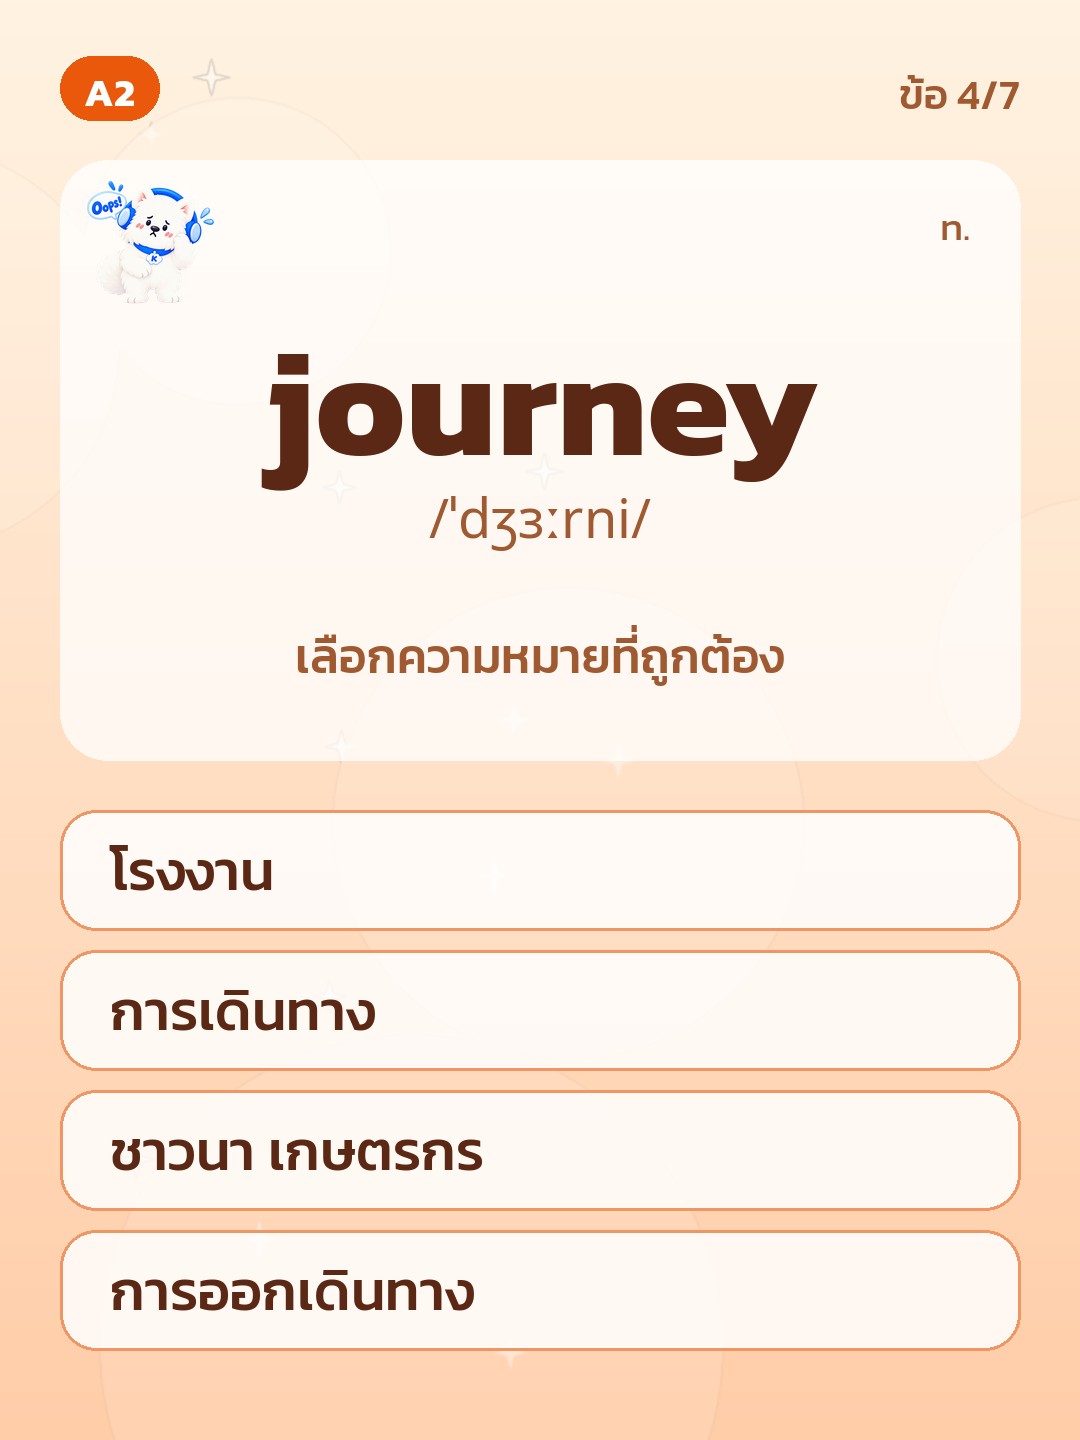 A2
ข้อ 4/7
Oops!
n.
K
journey
/ˈdʒɜːrni/
เลือกความหมายที่ถูกต้อง
โรงงาน
การเดินทาง
ชาวนา เกษตรกร
การออกเดินทาง